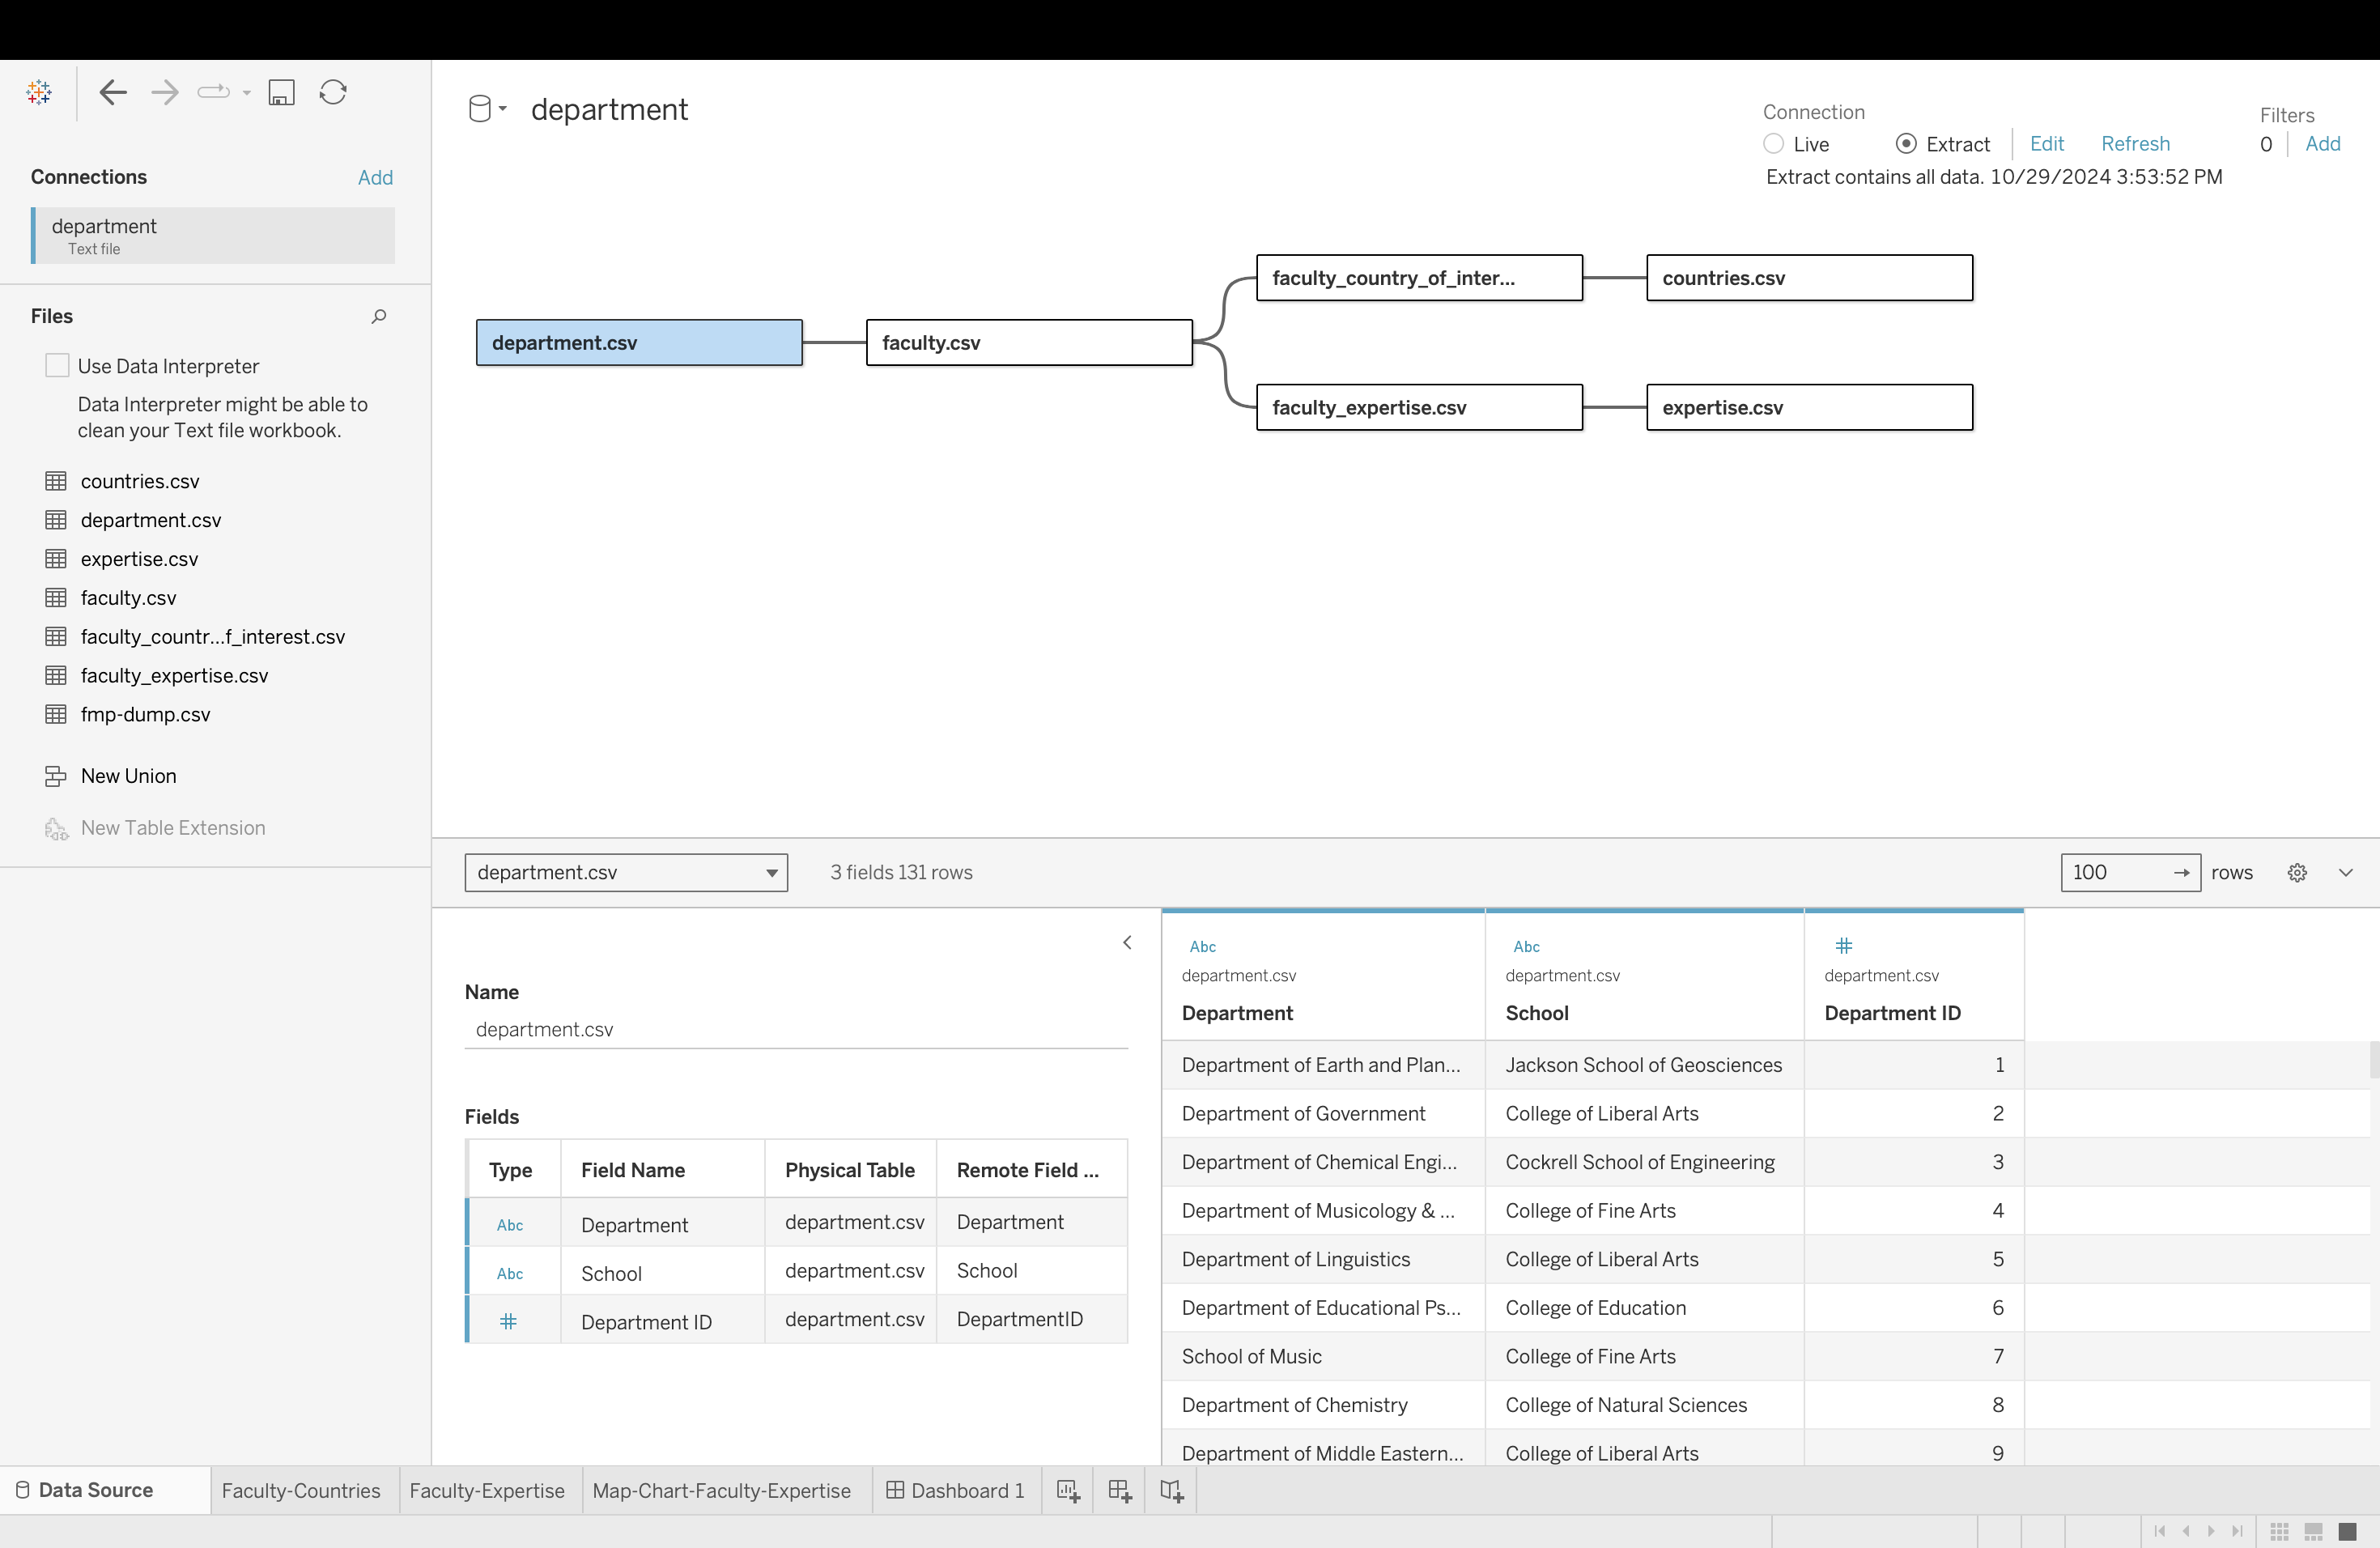 department
Connection
Live
Extract
Edit
Refresh
Filters
0
Add
Extract contains all data. 10/29/2024 3:53:52 PM
Connections
Add
department
Text file
Files
Use Data Interpreter
Data Interpreter might be able to
clean your Text file workbook.
countries.csv
department.csv
expertise.csv
faculty.csv
faculty_countr...f_interest.csv
faculty_expertise.csv
fmp-dump.csv
New Union
New Table Extension
department.csv
faculty.csv
faculty_country_of_inter...
countries.csv
faculty_expertise.csv
expertise.csv
department.csv
3 fields 131 rows
100
rows
Name
department.csv
Fields
Type Field Name Physical Table Remote Field ...
Abc Department department.csv Department
Abc School department.csv School
# Department ID department.csv DepartmentID
Abc Abc #
department.csv department.csv department.csv
Department School Department ID
Department of Earth and Plan... Jackson School of Geosciences 1
Department of Government College of Liberal Arts 2
Department of Chemical Engi... Cockrell School of Engineering 3
Department of Musicology & ... College of Fine Arts 4
Department of Linguistics College of Liberal Arts 5
Department of Educational Ps... College of Education 6
School of Music College of Fine Arts 7
Department of Chemistry College of Natural Sciences 8
Department of Middle Eastern... College of Liberal Arts 9
Data Source
Faculty-Countries
Faculty-Expertise
Map-Chart-Faculty-Expertise
Dashboard 1